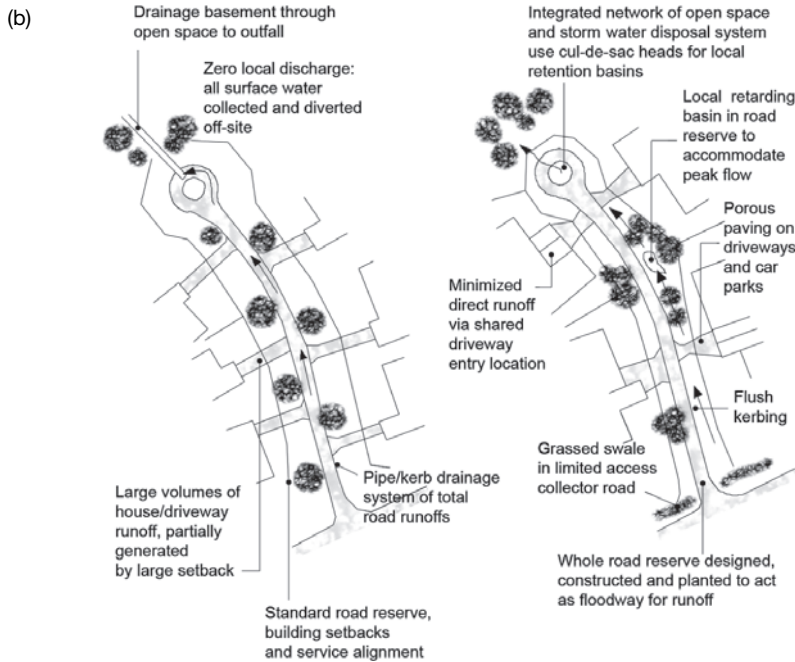 (b)
Drainage basement through
open space to outfall
Zero local discharge:
all surface water
collected and diverted
off-site
Large volumes of
house/driveway
runoff, partially
generated
by large setback
Pipe/kerb drainage
system of total
road runoffs
Standard road reserve,
building setbacks
and service alignment
Integrated network of open space
and storm water disposal system
use cul-de-sac heads for local
retention basins
Local retarding
basin in road
reserve to
accommodate
peak flow
Porous
paving on
driveways
and car
parks
Minimized
direct runoff
via shared
driveway
entry location
Flush
kerbing
Grassed swale
in limited access
collector road
Whole road reserve designed,
constructed and planted to act
as floodway for runoff